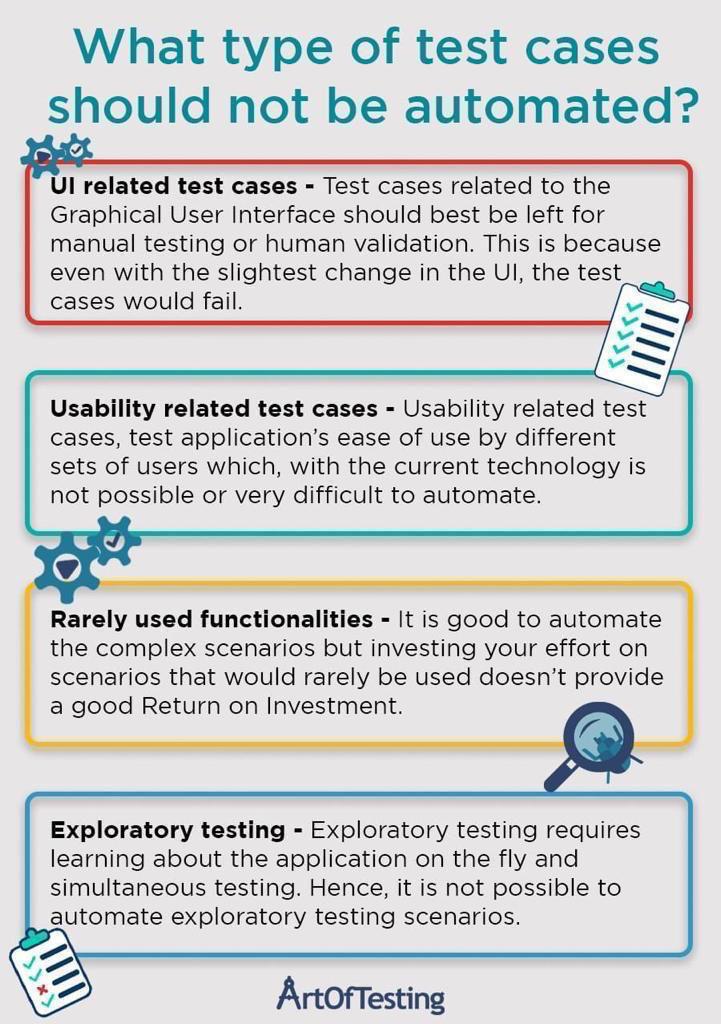 What type of test cases
should not be automated?
UI related test cases - Test cases related to the
Graphical User Interface should best be left for
manual testing or human validation. This is because
even with the slightest change in the UI, the test
cases would fail.
Usability related test cases - Usability related test
cases, test application’s ease of use by different
sets of users which, with the current technology is
not possible or very difficult to automate.
Rarely used functionalities - It is good to automate
the complex scenarios but investing your effort on
scenarios that would rarely be used doesn’t provide
a good Return on Investment.
Exploratory testing - Exploratory testing requires
learning about the application on the fly and
simultaneous testing. Hence, it is not possible to
automate exploratory testing scenarios.
ArtOfTesting